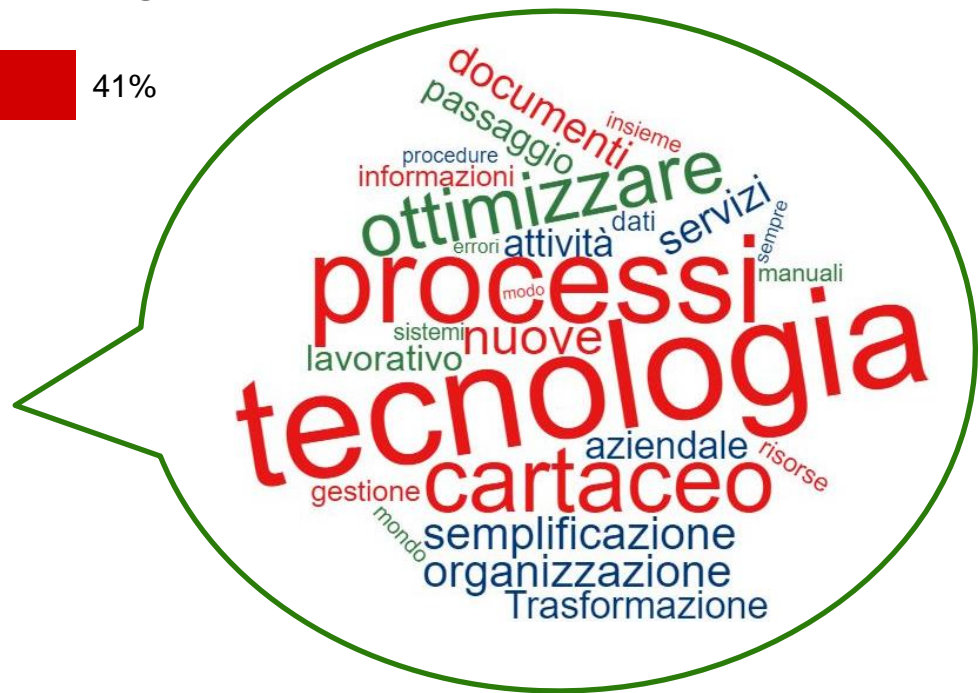 41%
documenti
passaggio
insieme
procedure
informazioni
ottimizzare
dati
servizi
sempre
errori
attività
processi
modo
manuali
sistemi
nuove
lavorativo
tecnologia
aziendale
risorse
gestione
cartaceo
mondo
semplificazione
organizzazione
Trasformazione